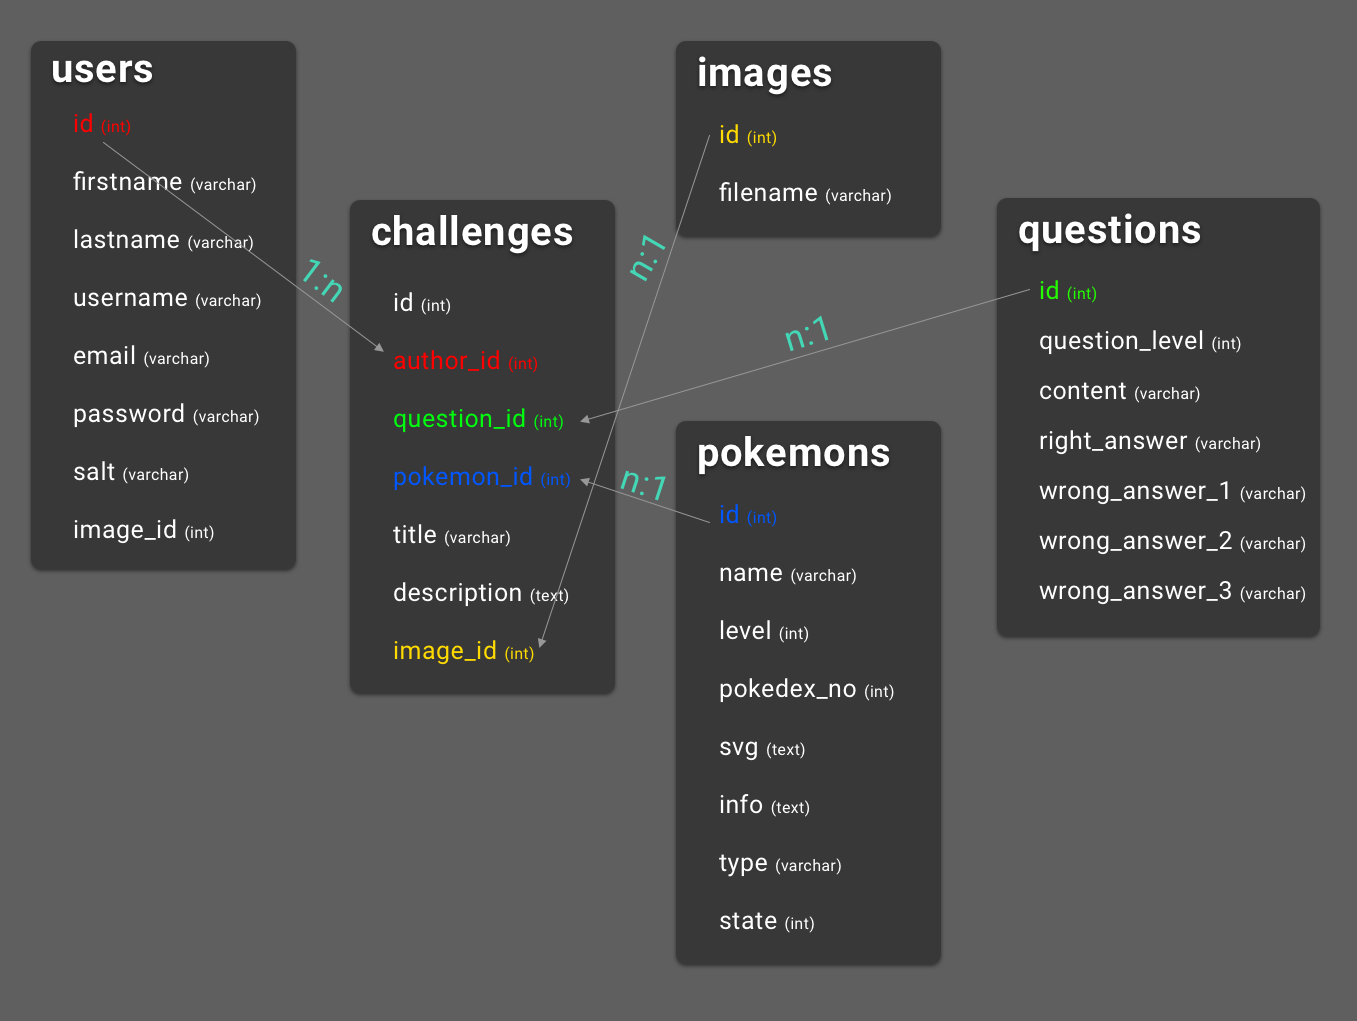 users
id (int)
firstname (varchar)
lastname (varchar)
username (varchar)
email (varchar)
password (varchar)
salt (varchar)
image_id (int)
1:n
challenges
id (int)
author_id (int)
question_id (int)
pokemon_id (int)
title (varchar)
description (text)
image_id (int)
n:1
n:1
n:1
images
id (int)
filename (varchar)
pokemons
id (int)
name (varchar)
level (int)
pokedex_no (int)
svg (text)
info (text)
type (varchar)
state (int)
questions
id (int)
question_level (int)
content (varchar)
right_answer (varchar)
wrong_answer_1 (varchar)
wrong_answer_2 (varchar)
wrong_answer_3 (varchar)